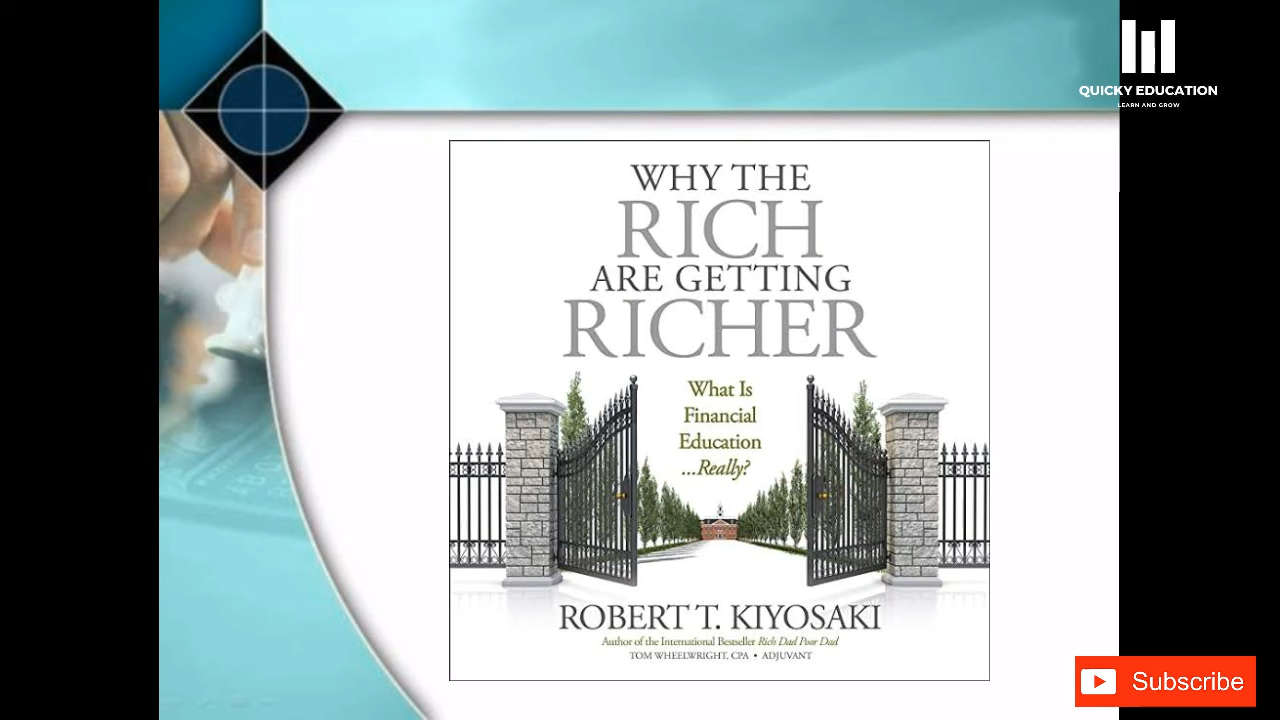 QUICKY EDUCATION
LEARN AND GROW
WHY THE
RICH
ARE GETTING
RICHER
What Is
Financial
Education
...Really?
ROBERT T. KIYOSAKI
Author of the International Bestseller Rich Dad Poor Dad
TOM WHEELWRIGHT, CPA • ADJUVANT
Subscribe